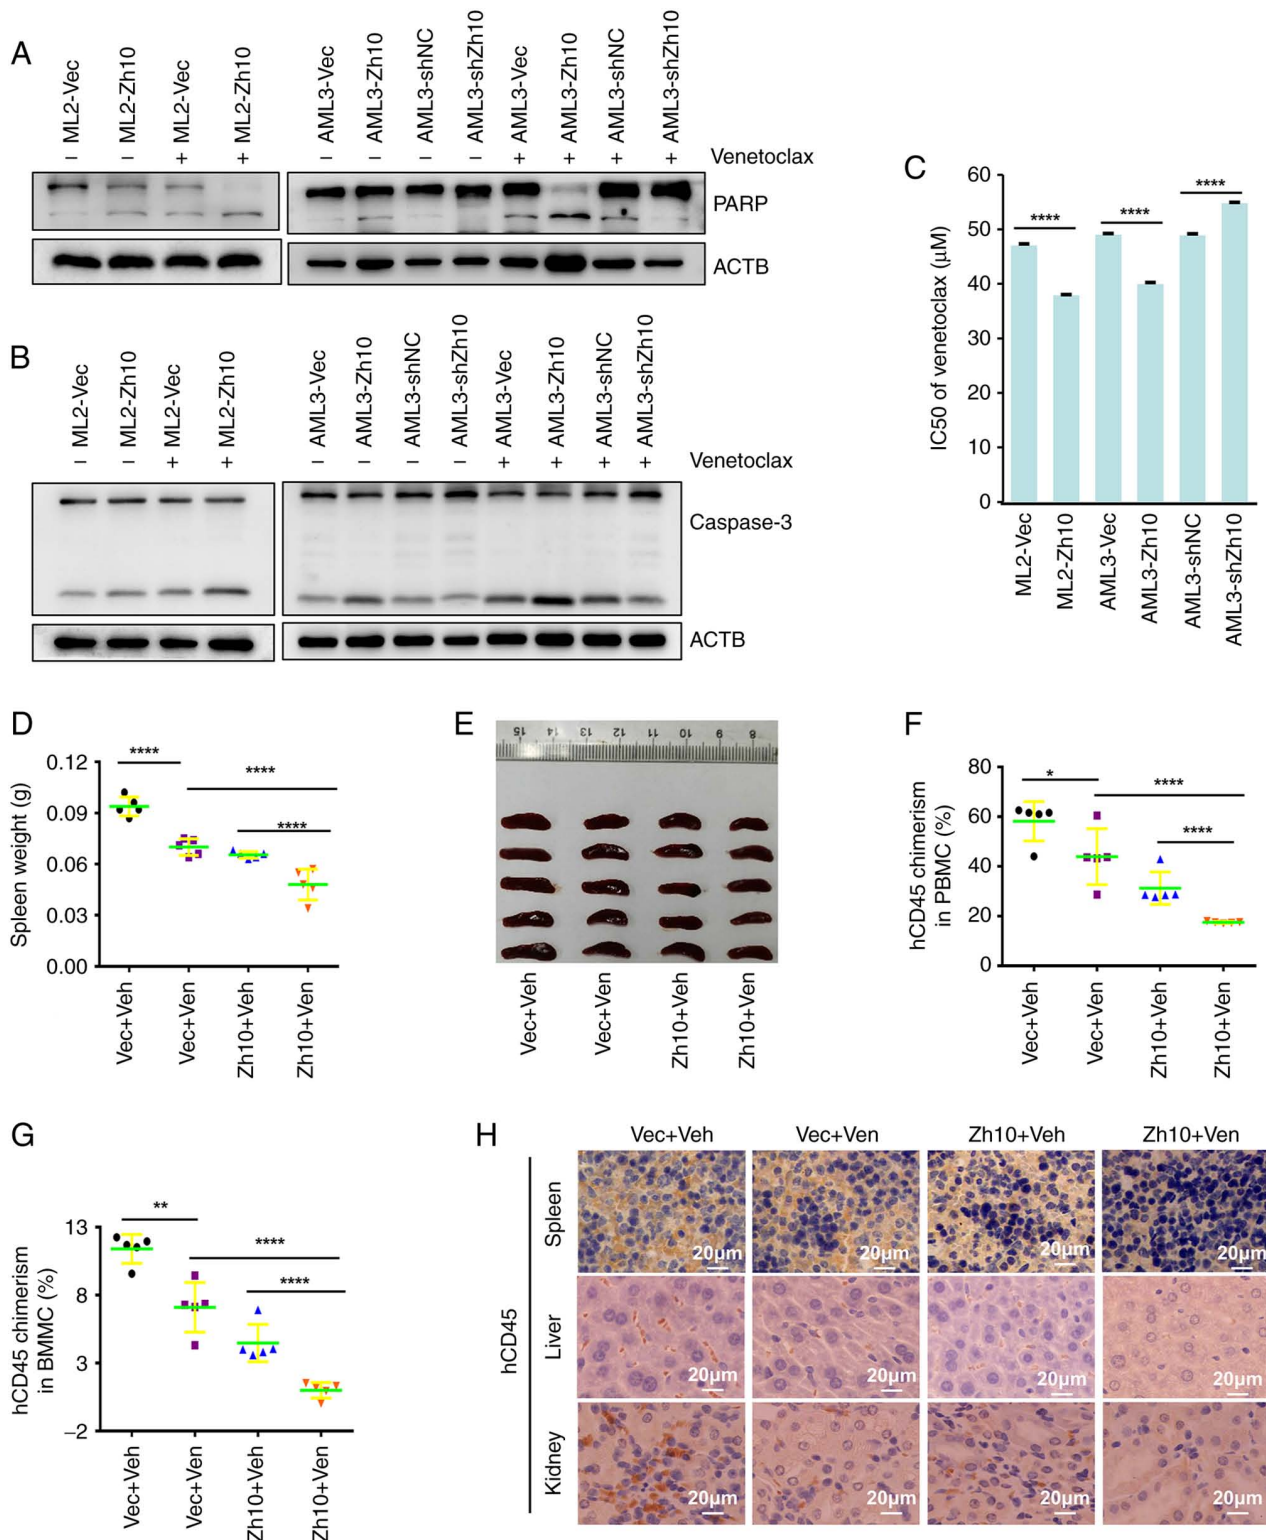 A
ML2-Vec
ML2-Zh10
ML2-Vec
ML2-Zh10
AML3-Vec
AML3-Zh10
AML3-shNC
AML3-shZh10
AML3-Vec
AML3-Zh10
AML3-shNC
AML3-shZh10
− − + + − − − − + + + + Venetoclax
PARP
ACTB
B
ML2-Vec
ML2-Zh10
ML2-Vec
ML2-Zh10
AML3-Vec
AML3-Zh10
AML3-shNC
AML3-shZh10
AML3-Vec
AML3-Zh10
AML3-shNC
AML3-shZh10
− − + + − − − − + + + + Venetoclax
Caspase-3
ACTB
C
IC50 of venetoclax (μM)
60
50
40
30
20
10
0
**** **** ****
ML2-Vec
ML2-Zh10
AML3-Vec
AML3-Zh10
AML3-shNC
AML3-shZh10
D
Spleen weight (g)
0.12
0.09
0.06
0.03
0.00
****
****
****
Vec+Veh
Vec+Ven
Zh10+Veh
Zh10+Ven
E
15 14 13 12 11 10 9 8
Vec+Veh
Vec+Ven
Zh10+Veh
Zh10+Ven
F
hCD45 chimerism
in PBMC (%)
80
60
40
20
0
*
****
****
Vec+Veh
Vec+Ven
Zh10+Veh
Zh10+Ven
G
hCD45 chimerism
in BMMC (%)
13
8
3
−2
**
****
****
Vec+Veh
Vec+Ven
Zh10+Veh
Zh10+Ven
H
Vec+Veh Vec+Ven Zh10+Veh Zh10+Ven
hCD45
Spleen
20μm 20μm 20μm 20μm
Liver
20μm 20μm 20μm 20μm
Kidney
20μm 20μm 20μm 20μm